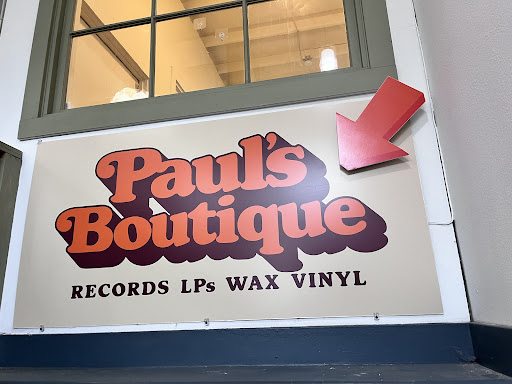 Paul's
Boutique
RECORDS LPs WAX VINYL